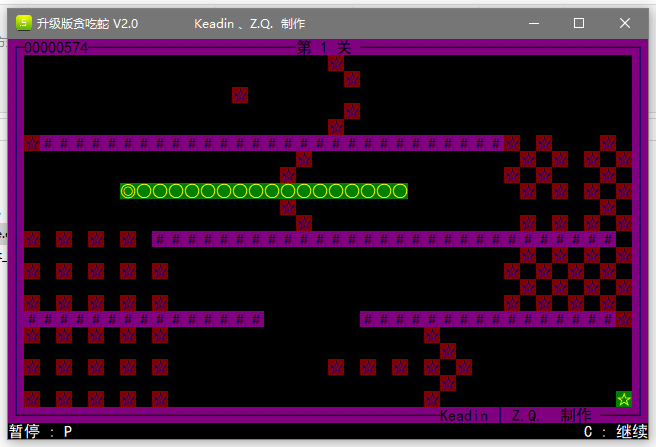 升级版贪吃蛇 V2.0 Keadin 、Z.Q. 制作
00000574 第 1 关
# # # # # # # # # # # # # # # # # # # # # # # # # # # # #
# # # # # # # # # # # # # # # # # # # # # # # # # # # # #
# # # # # # # # # # # # # # # # # # # # # # # # # # # # # # #
Keadin | Z.Q. 制作
暂停 : P C : 继续